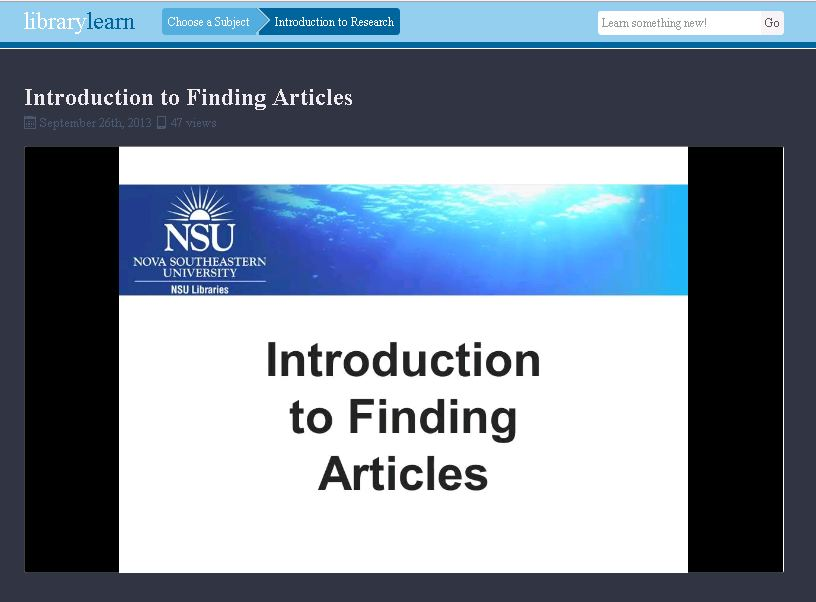 librarylearn
Choose a Subject
Introduction to Research
Learn something new!
Go
Introduction to Finding Articles
September 26th, 2013
47 views
NSU
NOVA SOUTHEASTERN
UNIVERSITY
NSU Libraries
Introduction
to Finding
Articles